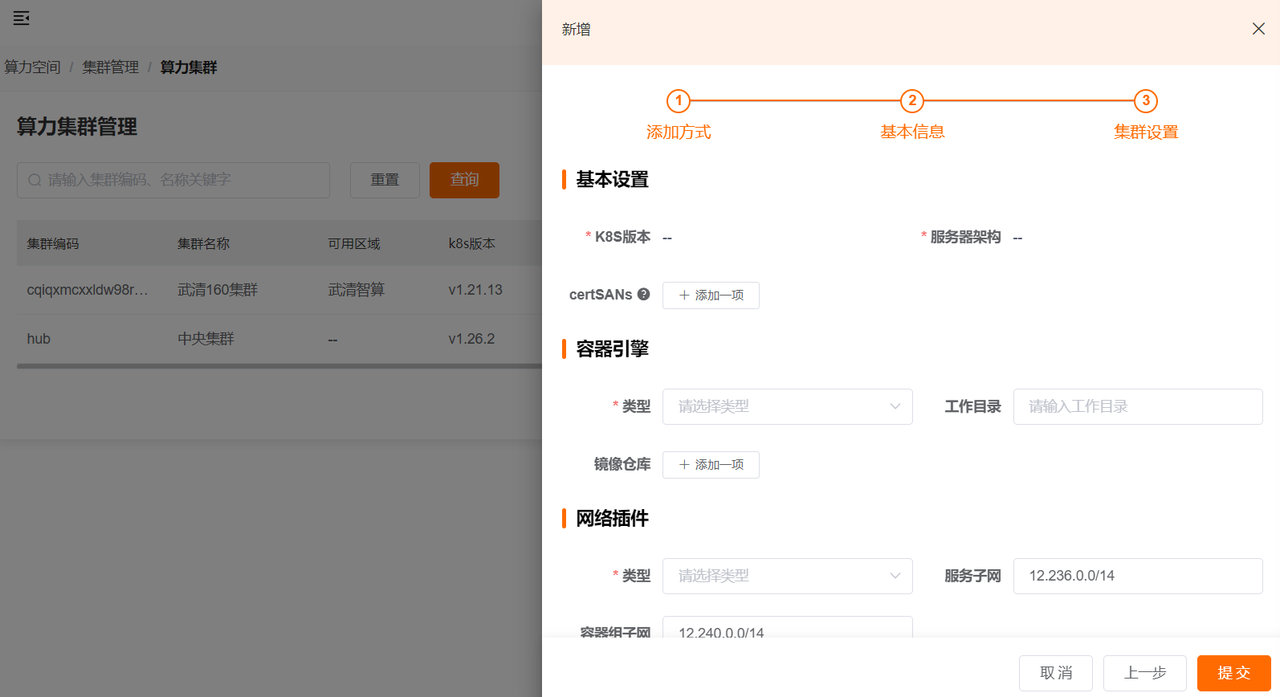 算力空间 / 集群管理 / 算力集群
算力集群管理
请输入集群编码、名称关键字
重置
查询
集群编码 集群名称 可用区域 k8s版本
cqiqxmcxxldw98r... 武清160集群 武清智算 v1.21.13
hub 中央集群 -- v1.26.2
新增
1 2 3
添加方式 基本信息 集群设置
基本设置
* K8S版本 -- * 服务器架构 --
certSANs ? + 添加一项
容器引擎
* 类型 请选择类型 工作目录 请输入工作目录
镜像仓库 + 添加一项
网络插件
* 类型 请选择类型 服务子网 12.236.0.0/14
容器组子网 12.240.0.0/14
取消 上一步 提交